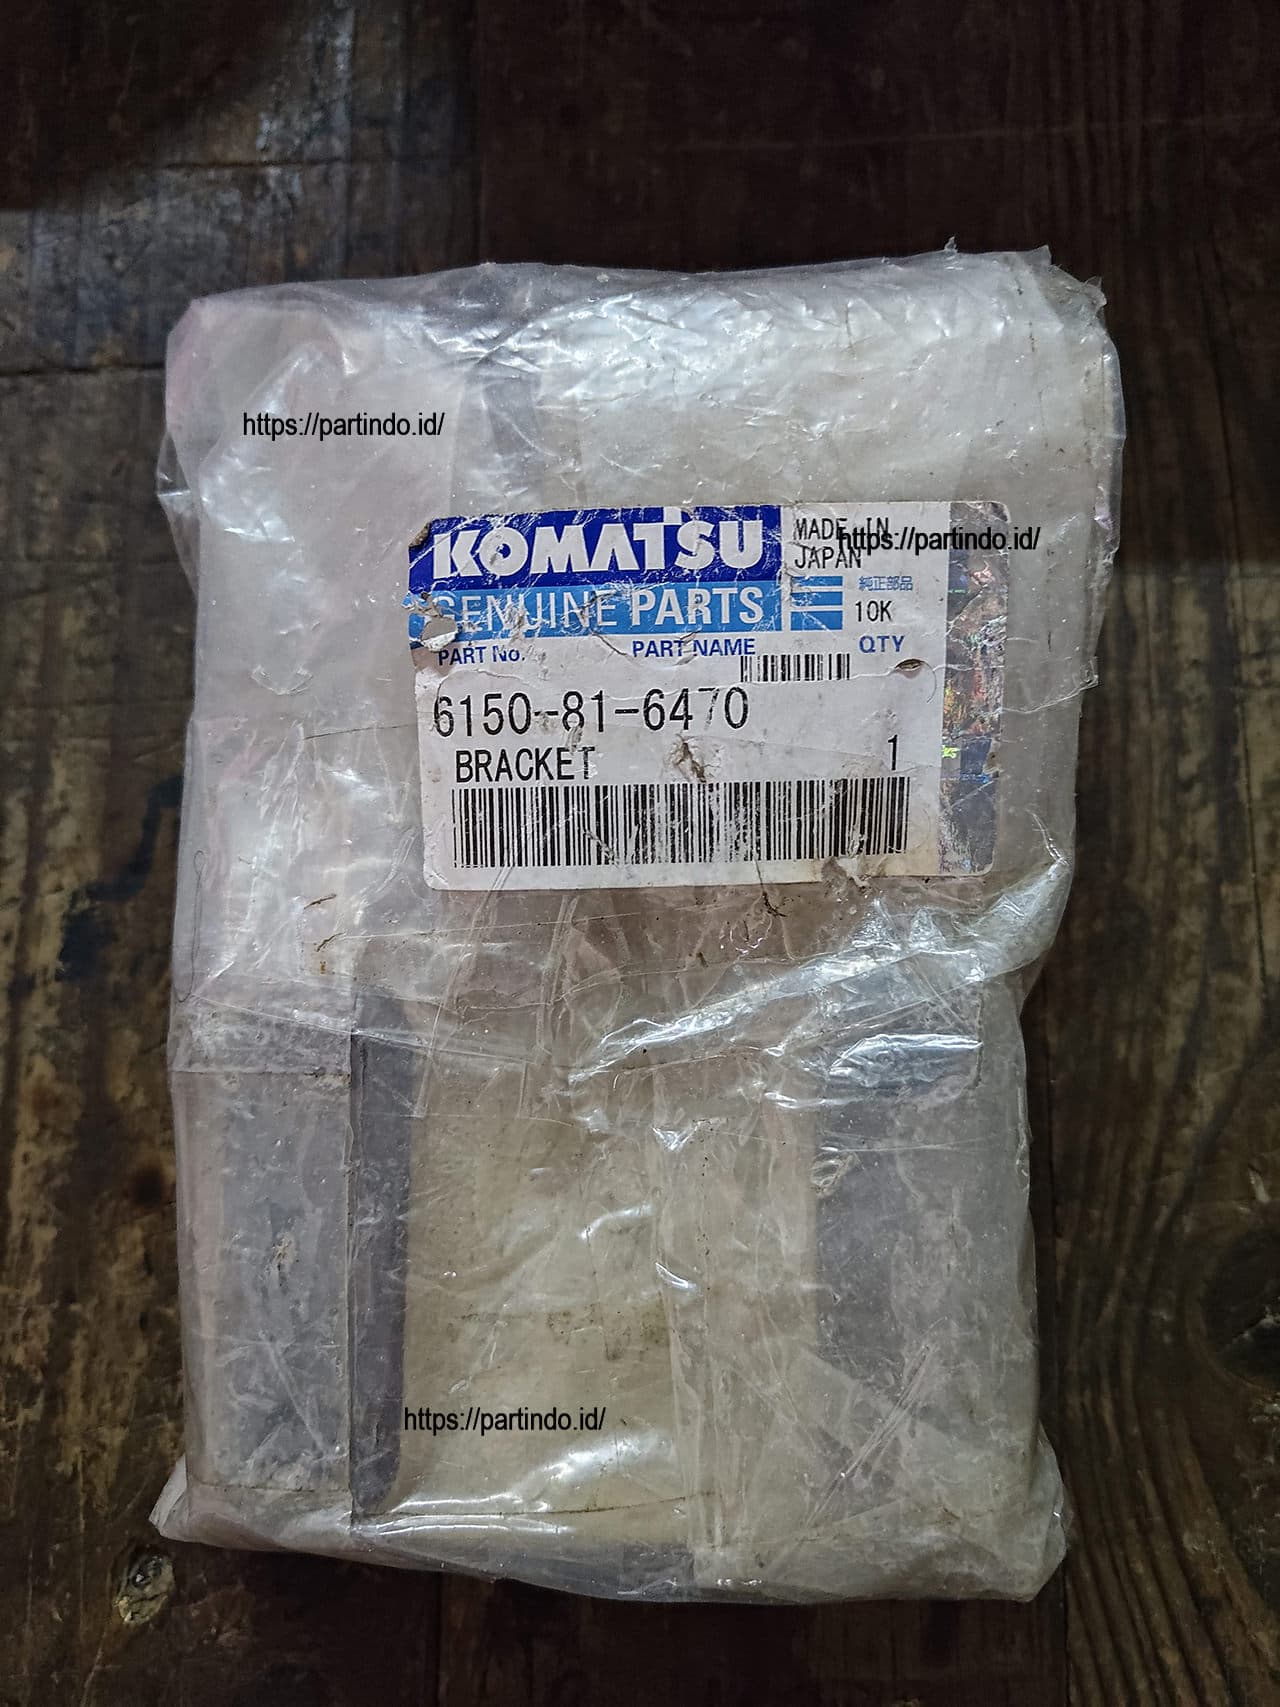 https://partindo.id/
KOMATSU
MADE IN
https://partindo.id/
JAPAN
純正部品
GENUINE PARTS
10K
PART No.
PART NAME
QTY
6150-81-6470
BRACKET
1
https://partindo.id/